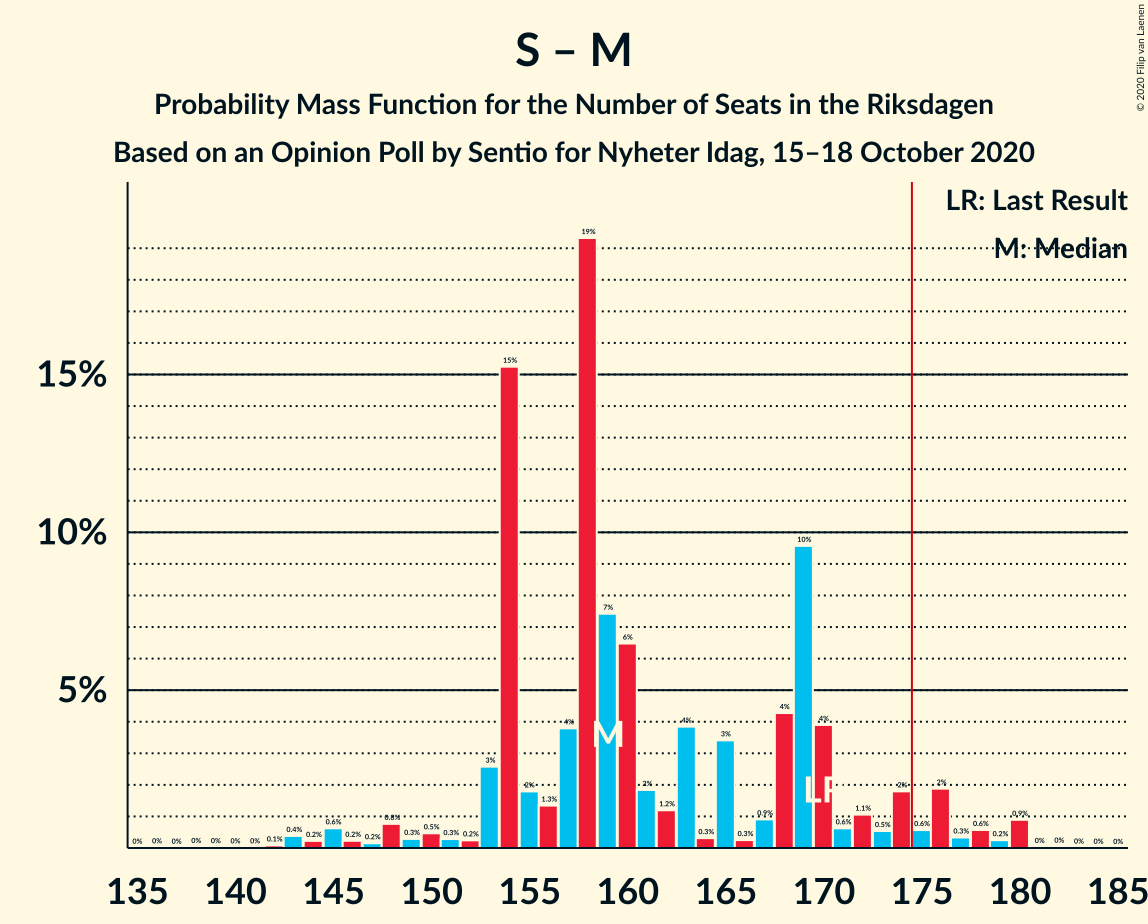 S – M
Probability Mass Function for the Number of Seats in the Riksdagen
Based on an Opinion Poll by Sentio for Nyheter Idag, 15–18 October 2020
© 2020 Filip van Laenen
LR: Last Result
M: Median
15%
10%
5%
0% 0% 0% 0% 0% 0% 0% 0.1% 0.4% 0.2% 0.6% 0.2% 0.2% 0.8% 0.3% 0.5% 0.3% 0.2% 3% 15% 2% 1.3% 4% 19% 7% 6% 2% 1.2% 4% 0.3% 3% 0.3% 0.9% 4% 10% 4% 0.6% 1.1% 0.5% 2% 0.6% 2% 0.3% 0.6% 0.2% 0.9% 0% 0% 0% 0% 0%
M
LR
135 140 145 150 155 160 165 170 175 180 185